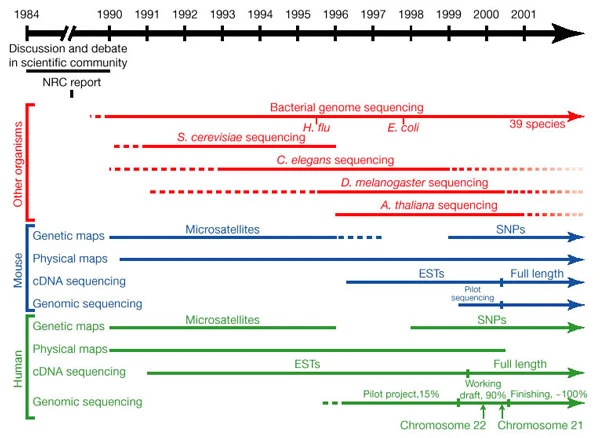 1984 1990 1991 1992 1993 1994 1995 1996 1997 1998 1999 2000 2001
Discussion and debate
in scientific community
NRC report
Other organisms
Bacterial genome sequencing
H. flu E. coli 39 species
S. cerevisiae sequencing
C. elegans sequencing
D. melanogaster sequencing
A. thaliana sequencing
Mouse
Genetic maps Microsatellites SNPs
Physical maps
cDNA sequencing ESTs Full length
Pilot
sequencing
Genomic sequencing
Human
Genetic maps Microsatellites SNPs
Physical maps
cDNA sequencing ESTs Full length
Working
Genomic sequencing Pilot project,15% draft, 90% Finishing, ~100%
Chromosome 22 Chromosome 21